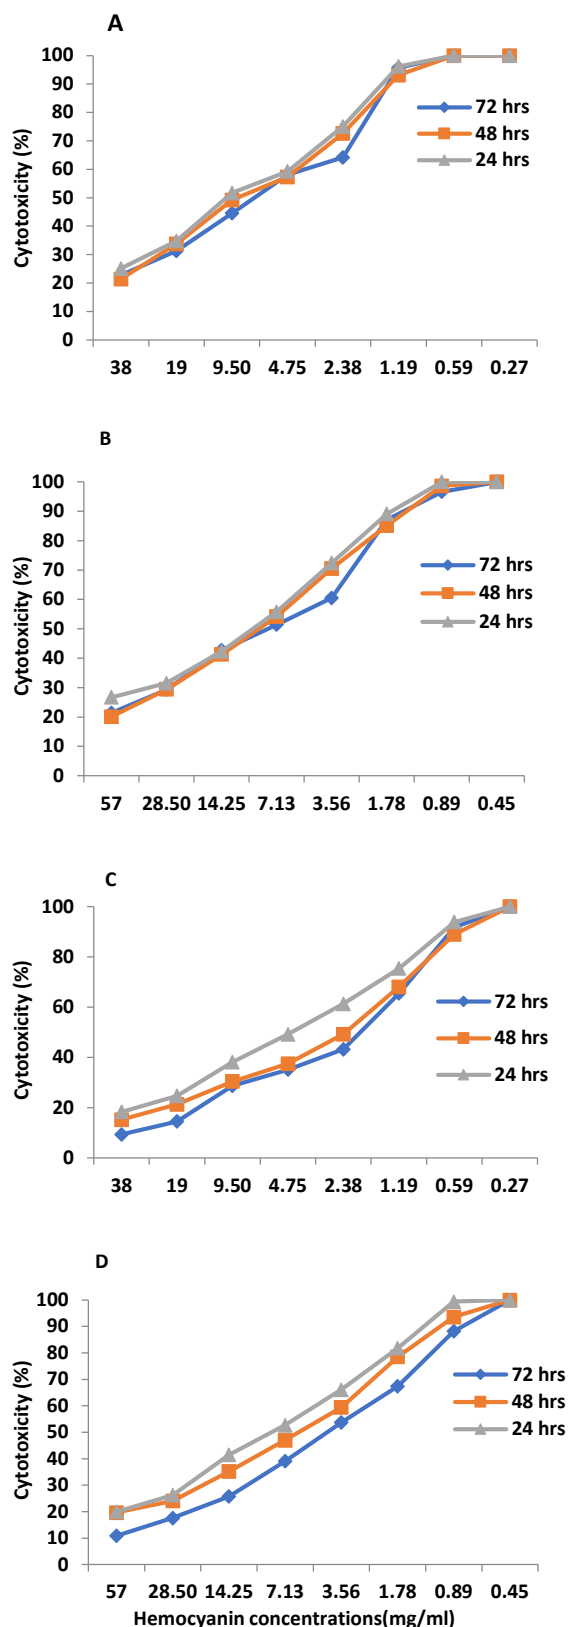 A
Cytotoxicity (%)
100
90
80
70
60
50
40
30
20
10
0
72 hrs
48 hrs
24 hrs
38 19 9.50 4.75 2.38 1.19 0.59 0.27
B
Cytotoxicity (%)
100
90
80
70
60
50
40
30
20
10
0
72 hrs
48 hrs
24 hrs
57 28.50 14.25 7.13 3.56 1.78 0.89 0.45
C
Cytotoxicity (%)
100
80
60
40
20
0
72 hrs
48 hrs
24 hrs
38 19 9.50 4.75 2.38 1.19 0.59 0.27
D
Cytotoxicity (%)
100
90
80
70
60
50
40
30
20
10
0
72 hrs
48 hrs
24 hrs
57 28.50 14.25 7.13 3.56 1.78 0.89 0.45
Hemocyanin concentrations(mg/ml)